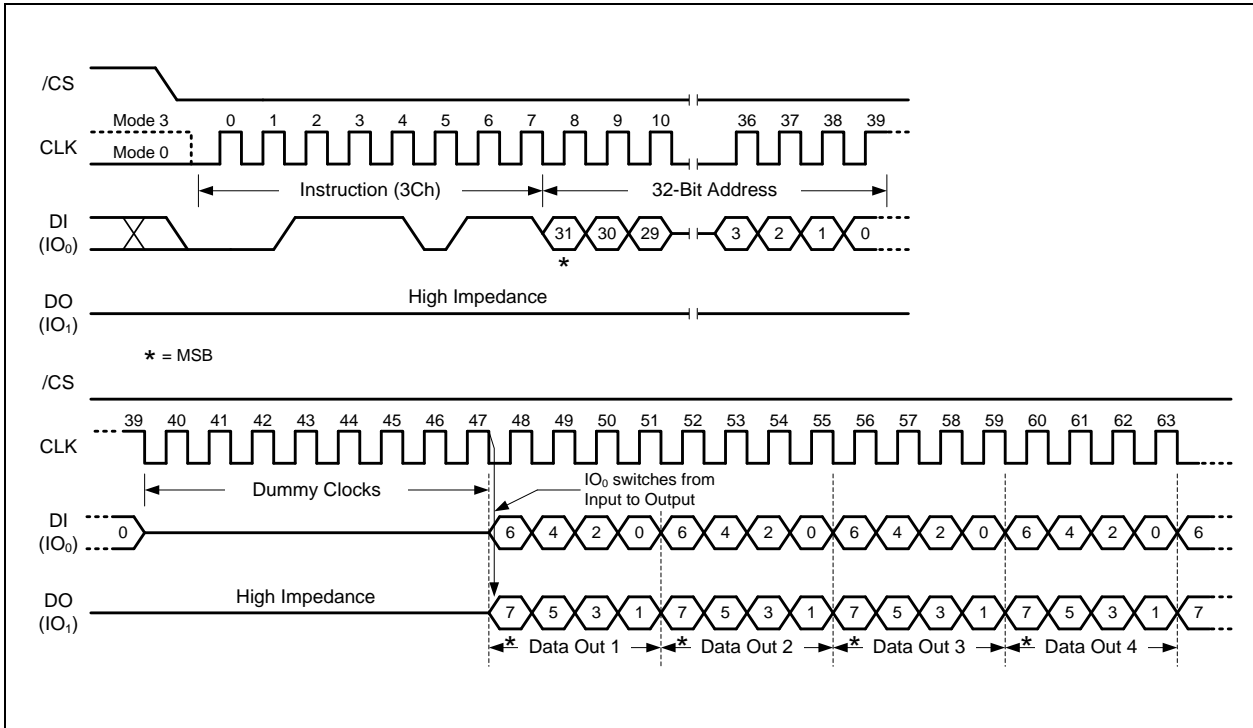 /CS
Mode 3 0 1 2 3 4 5 6 7 8 9 10 36 37 38 39
CLK
Mode 0
Instruction (3Ch) 32-Bit Address
DI
(IO₀) 31 30 29 3 2 1 0
*
High Impedance
DO
(IO₁)
* = MSB
/CS
39 40 41 42 43 44 45 46 47 48 49 50 51 52 53 54 55 56 57 58 59 60 61 62 63
CLK
Dummy Clocks
IO₀ switches from
Input to Output
DI
(IO₀) 0 6 4 2 0 6 4 2 0 6 4 2 0 6 4 2 0 6
High Impedance
DO
(IO₁) 7 5 3 1 7 5 3 1 7 5 3 1 7 5 3 1 7
* Data Out 1 * Data Out 2 * Data Out 3 * Data Out 4